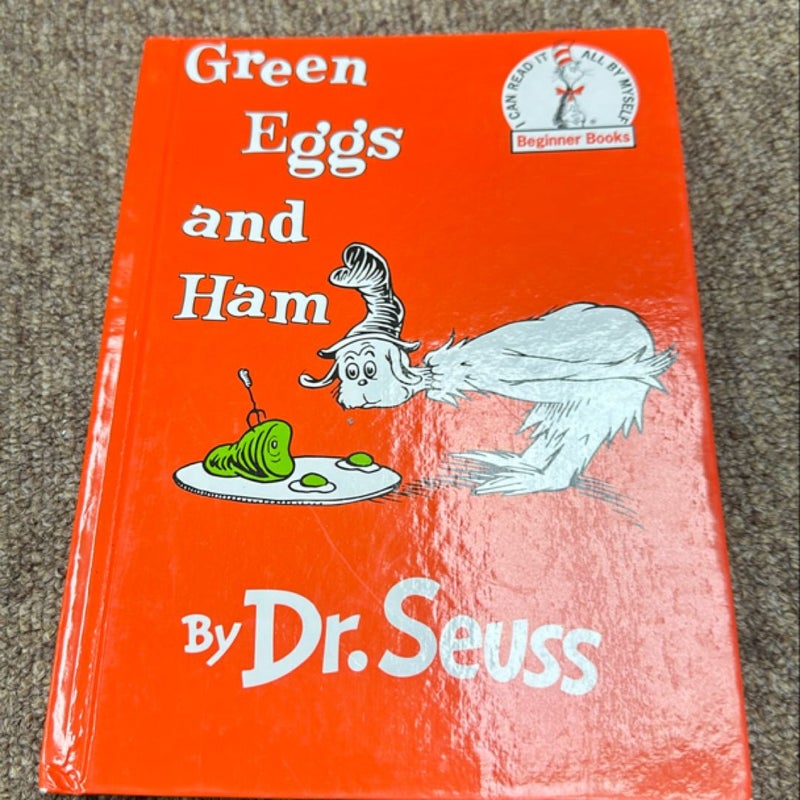 Green
Eggs
and
Ham
I CAN READ IT ALL BY MYSELF
Beginner Books
By Dr. Seuss